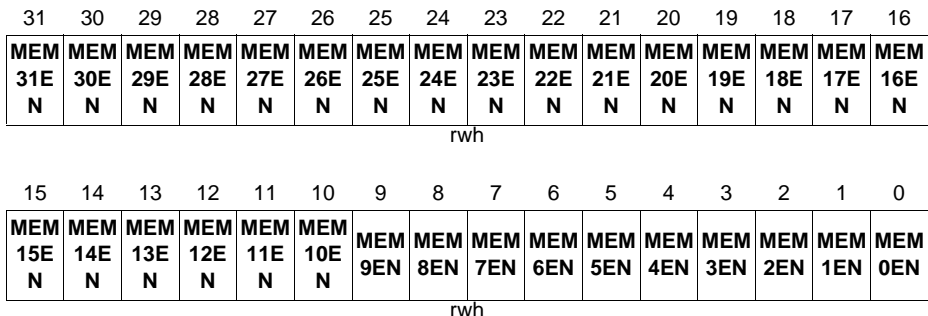 31 30 29 28 27 26 25 24 23 22 21 20 19 18 17 16
MEM MEM MEM MEM MEM MEM MEM MEM MEM MEM MEM MEM MEM MEM MEM MEM
31E 30E 29E 28E 27E 26E 25E 24E 23E 22E 21E 20E 19E 18E 17E 16E
N N N N N N N N N N N N N N N N
rwh
15 14 13 12 11 10 9 8 7 6 5 4 3 2 1 0
MEM MEM MEM MEM MEM MEM MEM MEM MEM MEM MEM MEM MEM MEM MEM MEM
15E 14E 13E 12E 11E 10E 9EN 8EN 7EN 6EN 5EN 4EN 3EN 2EN 1EN 0EN
N N N N N N
rwh